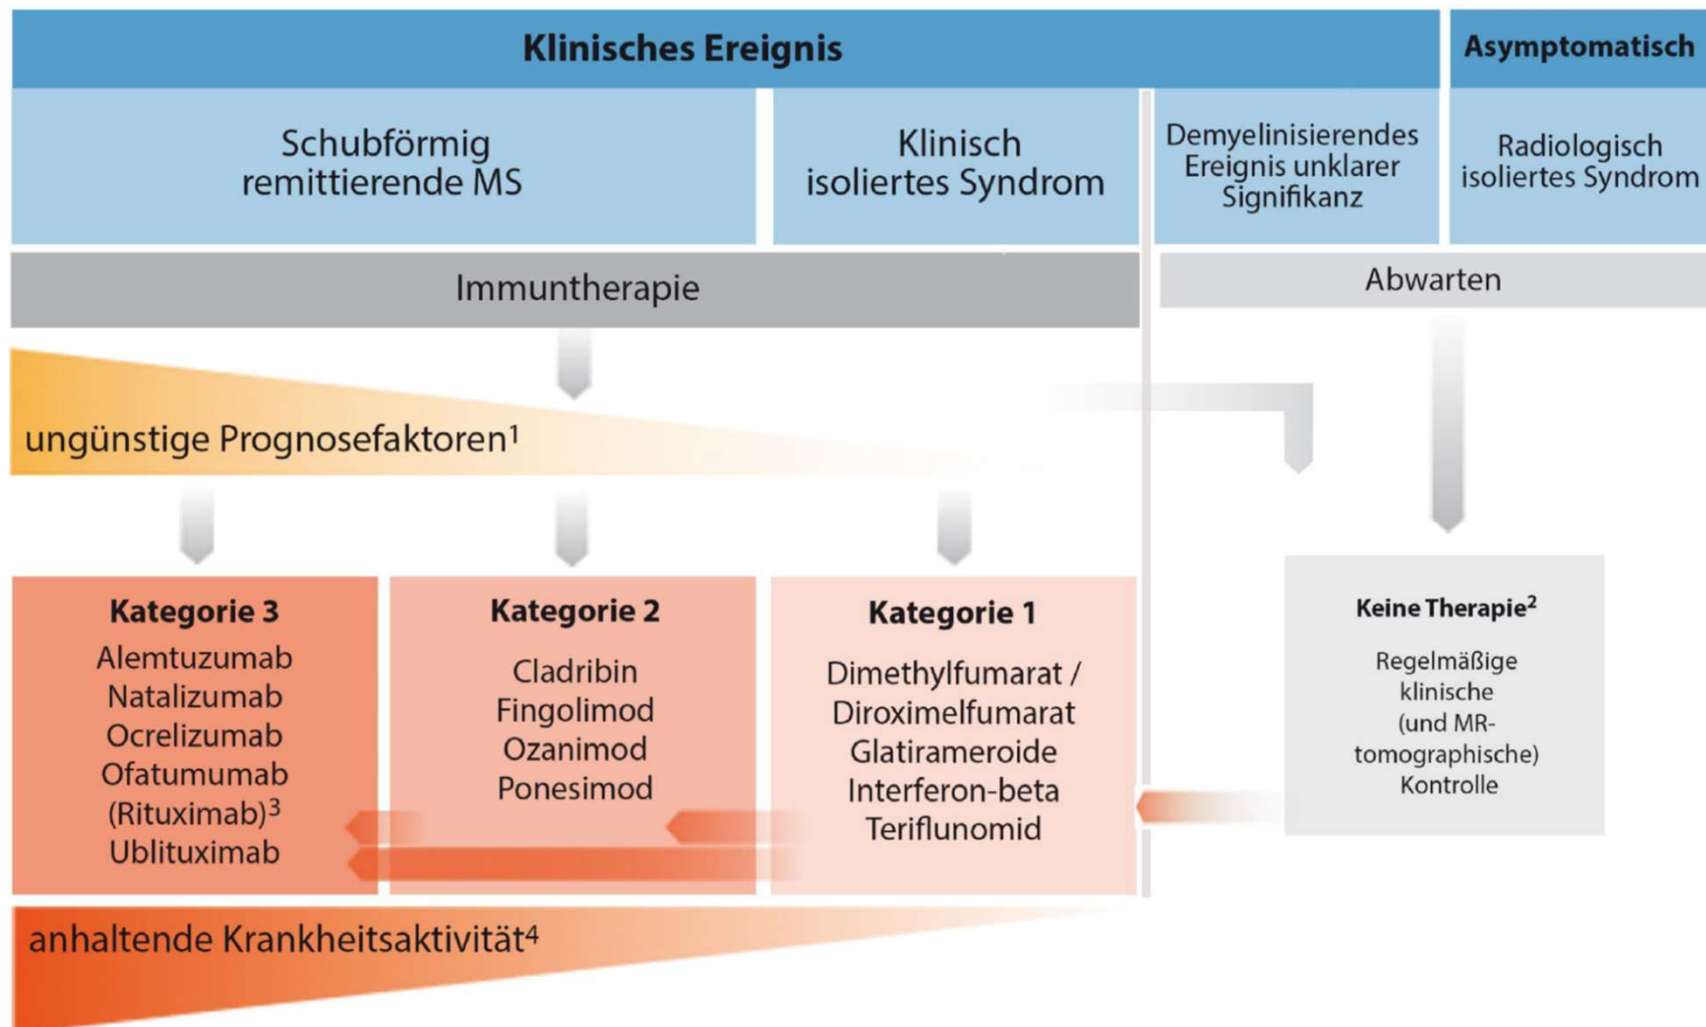 Klinisches Ereignis
Asymptomatisch
Schubförmig
remittierende MS
Klinisch
isoliertes Syndrom
Demyelinisierendes
Ereignis unklarer
Signifikanz
Radiologisch
isoliertes Syndrom
Immuntherapie
Abwarten
ungünstige Prognosefaktoren¹
Kategorie 3
Alemtuzumab
Natalizumab
Ocrelizumab
Ofatumumab
(Rituximab)³
Ublituximab
Kategorie 2
Cladribin
Fingolimod
Ozanimod
Ponesimod
Kategorie 1
Dimethylfumarat /
Diroximelfumarat
Glatirameroide
Interferon-beta
Teriflunomid
Keine Therapie²
Regelmäßige
klinische
(und MR-
tomographische)
Kontrolle
anhaltende Krankheitsaktivität⁴